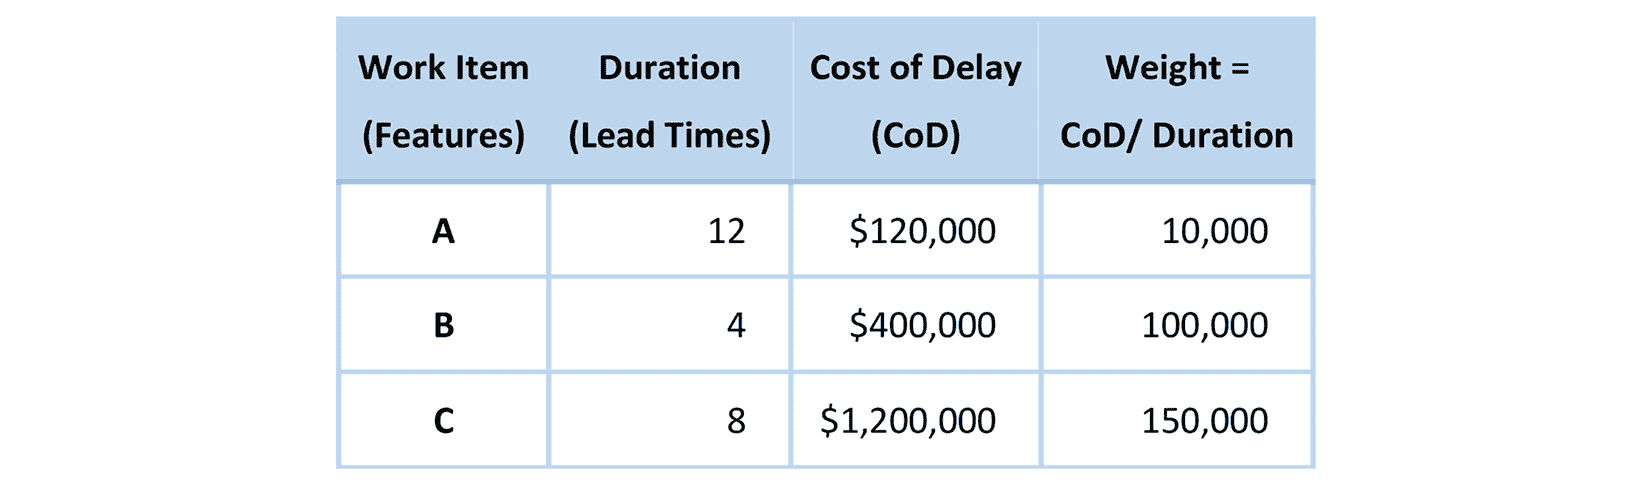 Work Item Duration Cost of Delay Weight =
(Features) (Lead Times) (CoD) CoD/ Duration
A 12 $120,000 10,000
B 4 $400,000 100,000
C 8 $1,200,000 150,000